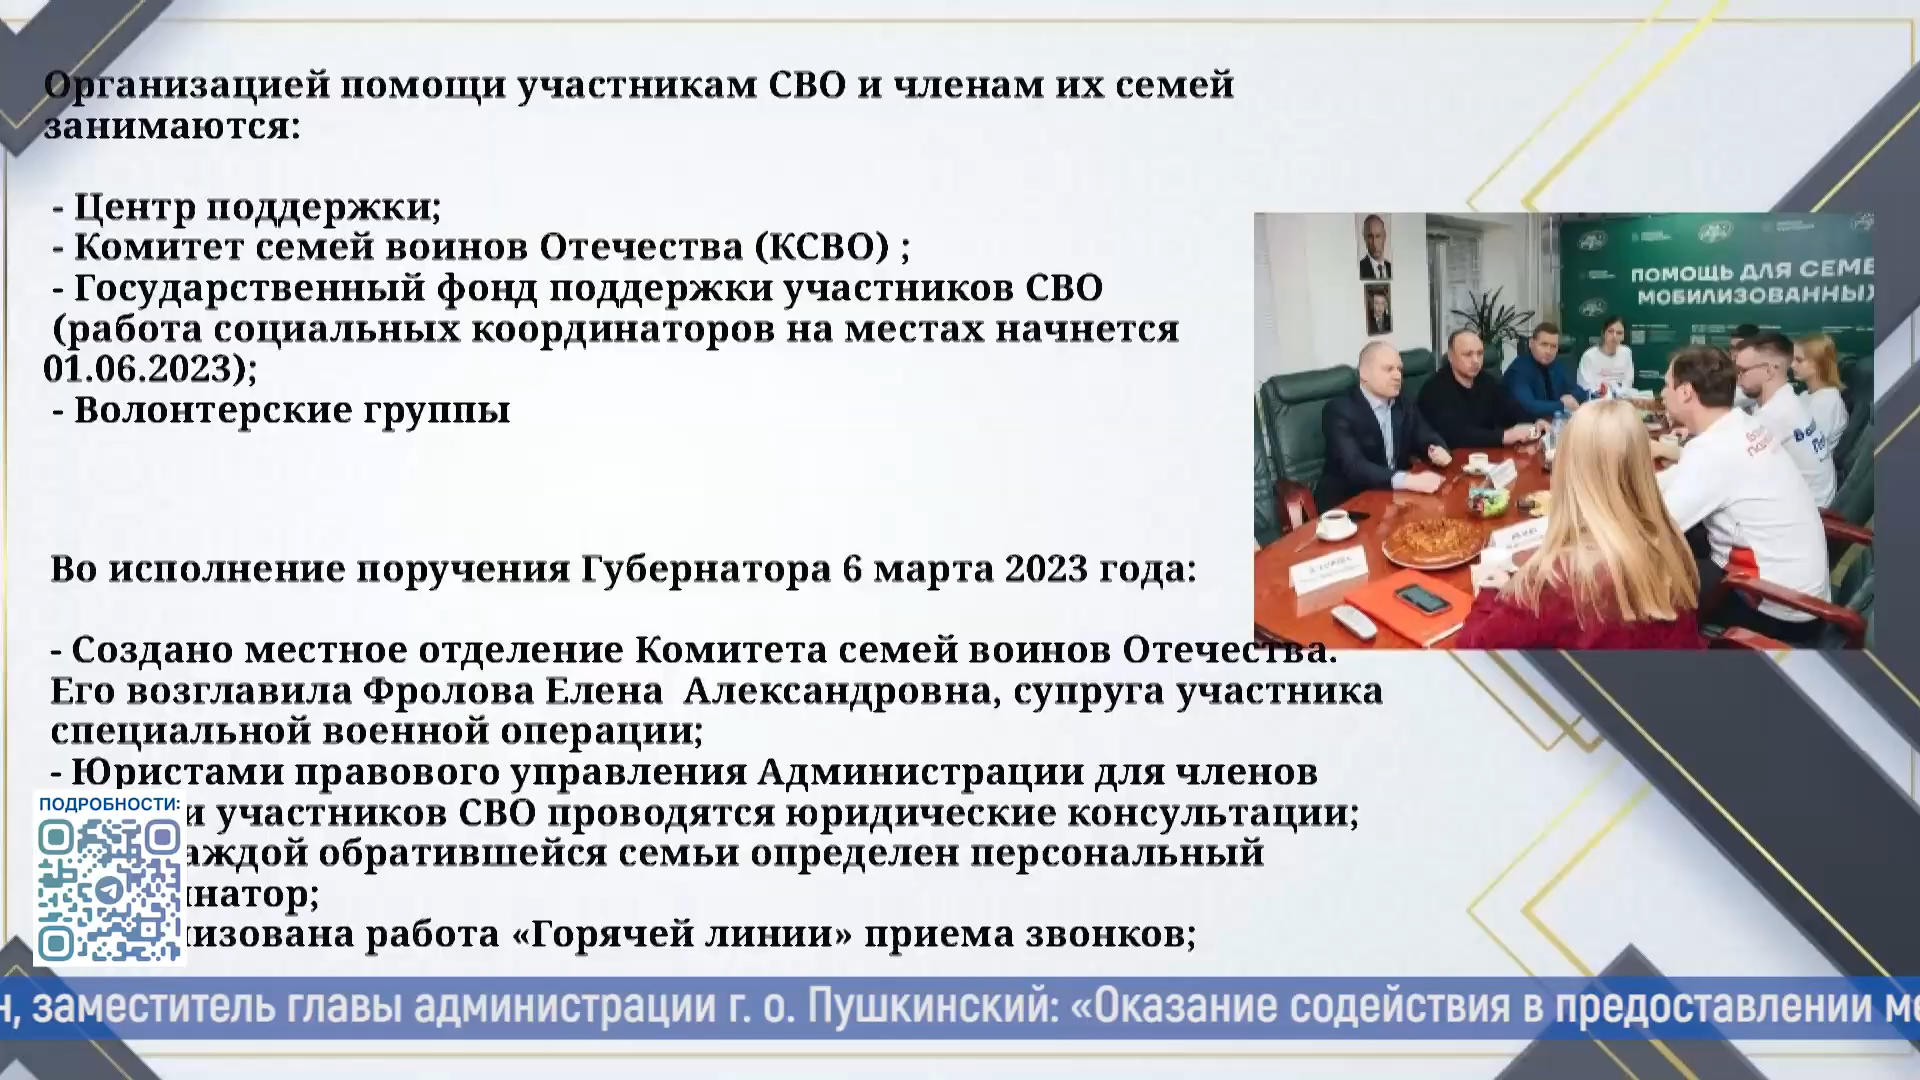 Организацией помощи участникам СВО и членам их семей
занимаются:
- Центр поддержки;
- Комитет семей воинов Отечества (КСВО) ;
- Государственный фонд поддержки участников СВО
(работа социальных координаторов на местах начнется
01.06.2023);
- Волонтерские группы
ПОМОЩЬ ДЛЯ СЕМЕ
МОБИЛИЗОВАННЫХ
Во исполнение поручения Губернатора 6 марта 2023 года:
- Создано местное отделение Комитета семей воинов Отечества.
Его возглавила Фролова Елена Александровна, супруга участника
специальной военной операции;
- Юристами правового управления Администрации для членов
и участников СВО проводятся юридические консультации;
аждой обратившейся семьи определен персональный
натор;
изована работа «Горячей линии» приема звонков;
ПОДРОБНОСТИ:
н, заместитель главы администрации г. о. Пушкинский: «Оказание содействия в предоставлении ме